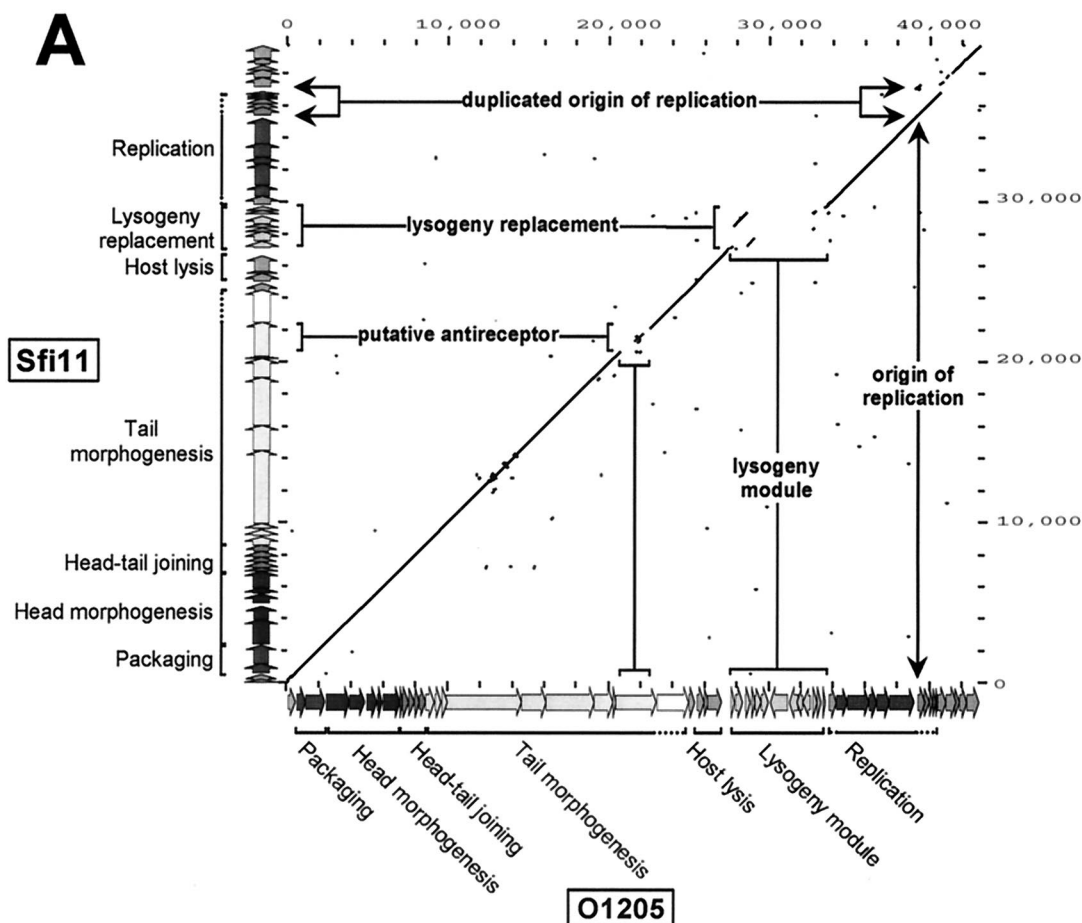 A
0 10,000 20,000 30,000 40,000
duplicated origin of replication
Replication
30,000
Lysogeny
replacement
lysogeny replacement
Host lysis
putative antireceptor
Sfi11
20,000
origin of
replication
Tail
morphogenesis
lysogeny
module
10,000
Head-tail joining
Head morphogenesis
Packaging
0
Packaging
Head morphogenesis
Head-tail joining
Tail morphogenesis
Host lysis
Lysogeny module
Replication
O1205